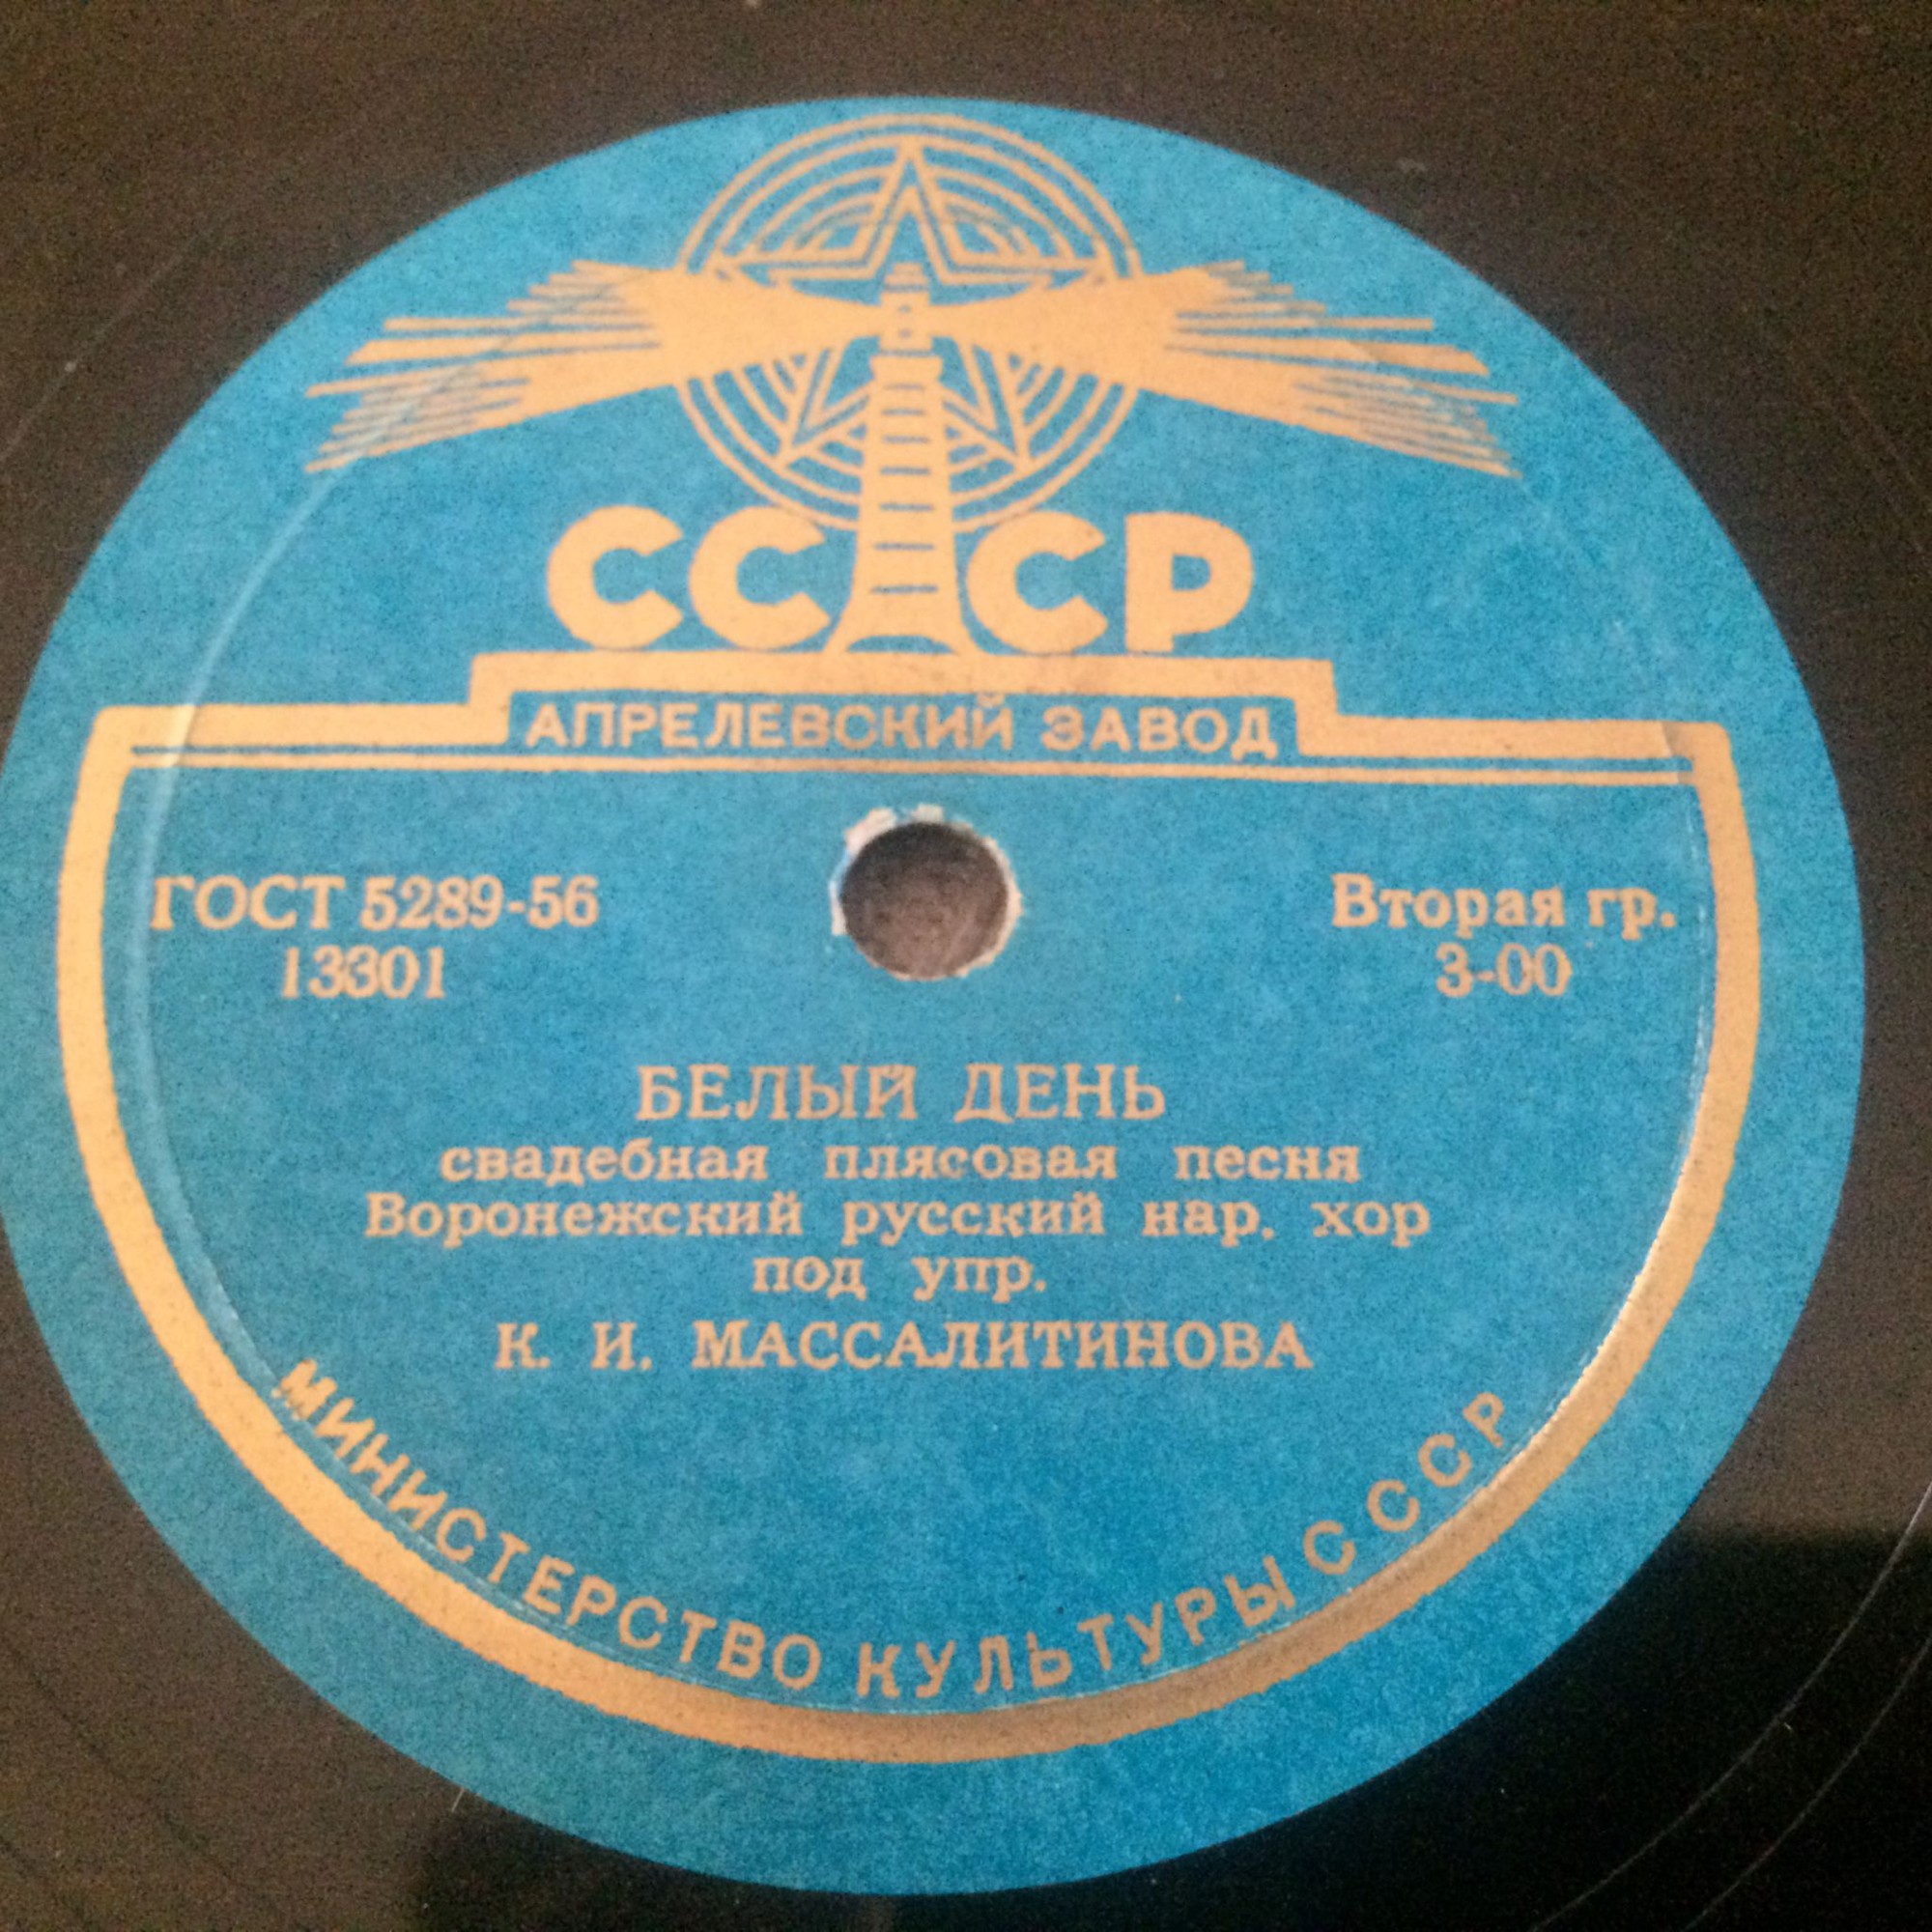 СССР
АПРЕЛЕВСКИЙ ЗАВОД
ГОСТ 5289-56
13301
Вторая гр.
3-00
БЕЛЫЙ ДЕНЬ
свадебная плясовая песня
Воронежский русский нар. хор
под упр.
К. И. МАССАЛИТИНОВА
МИНИСТЕРСТВО КУЛЬТУРЫ СССР